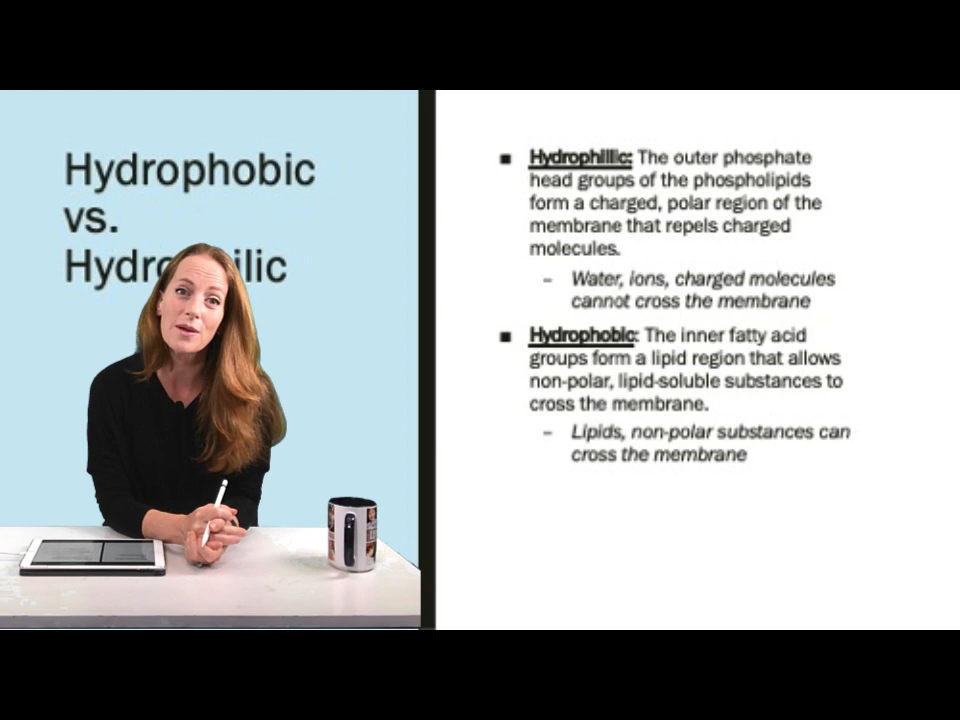 Hydrophobic
vs.
Hydrophilic
■ Hydrophillic: The outer phosphate
head groups of the phospholipids
form a charged, polar region of the
membrane that repels charged
molecules.
– Water, ions, charged molecules
cannot cross the membrane
■ Hydrophobic: The inner fatty acid
groups form a lipid region that allows
non-polar, lipid-soluble substances to
cross the membrane.
– Lipids, non-polar substances can
cross the membrane